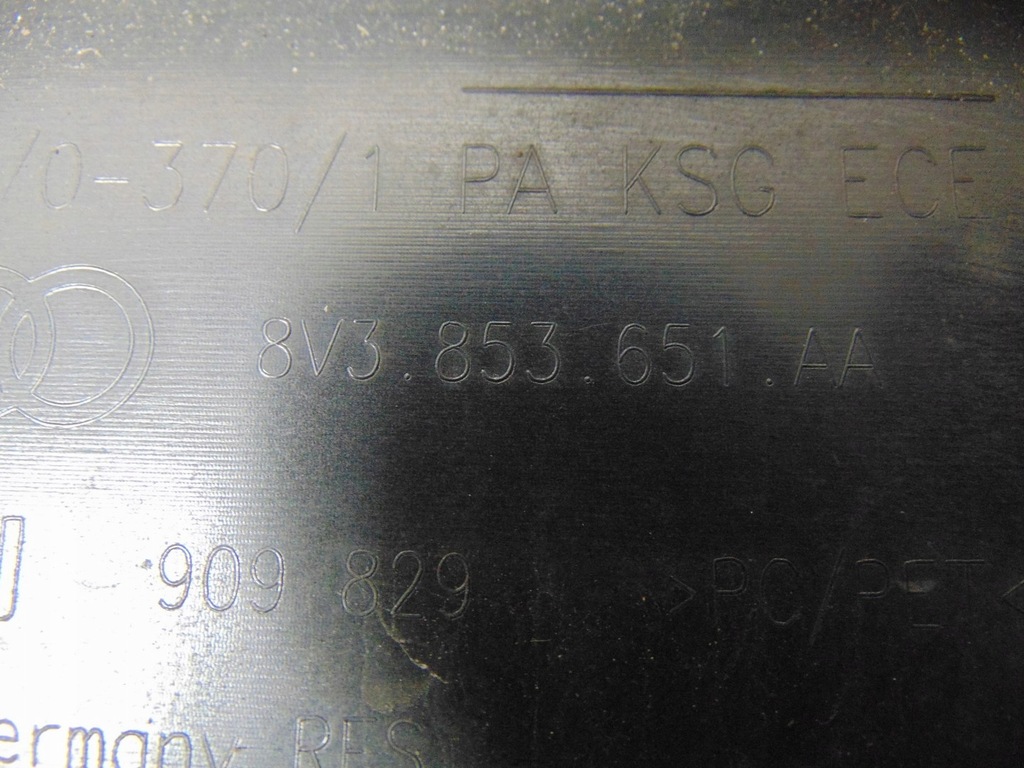 /0-370/1 PA KSG ECE
8V3.853.651.AA
909 829 >PC/PET<
ermany RES